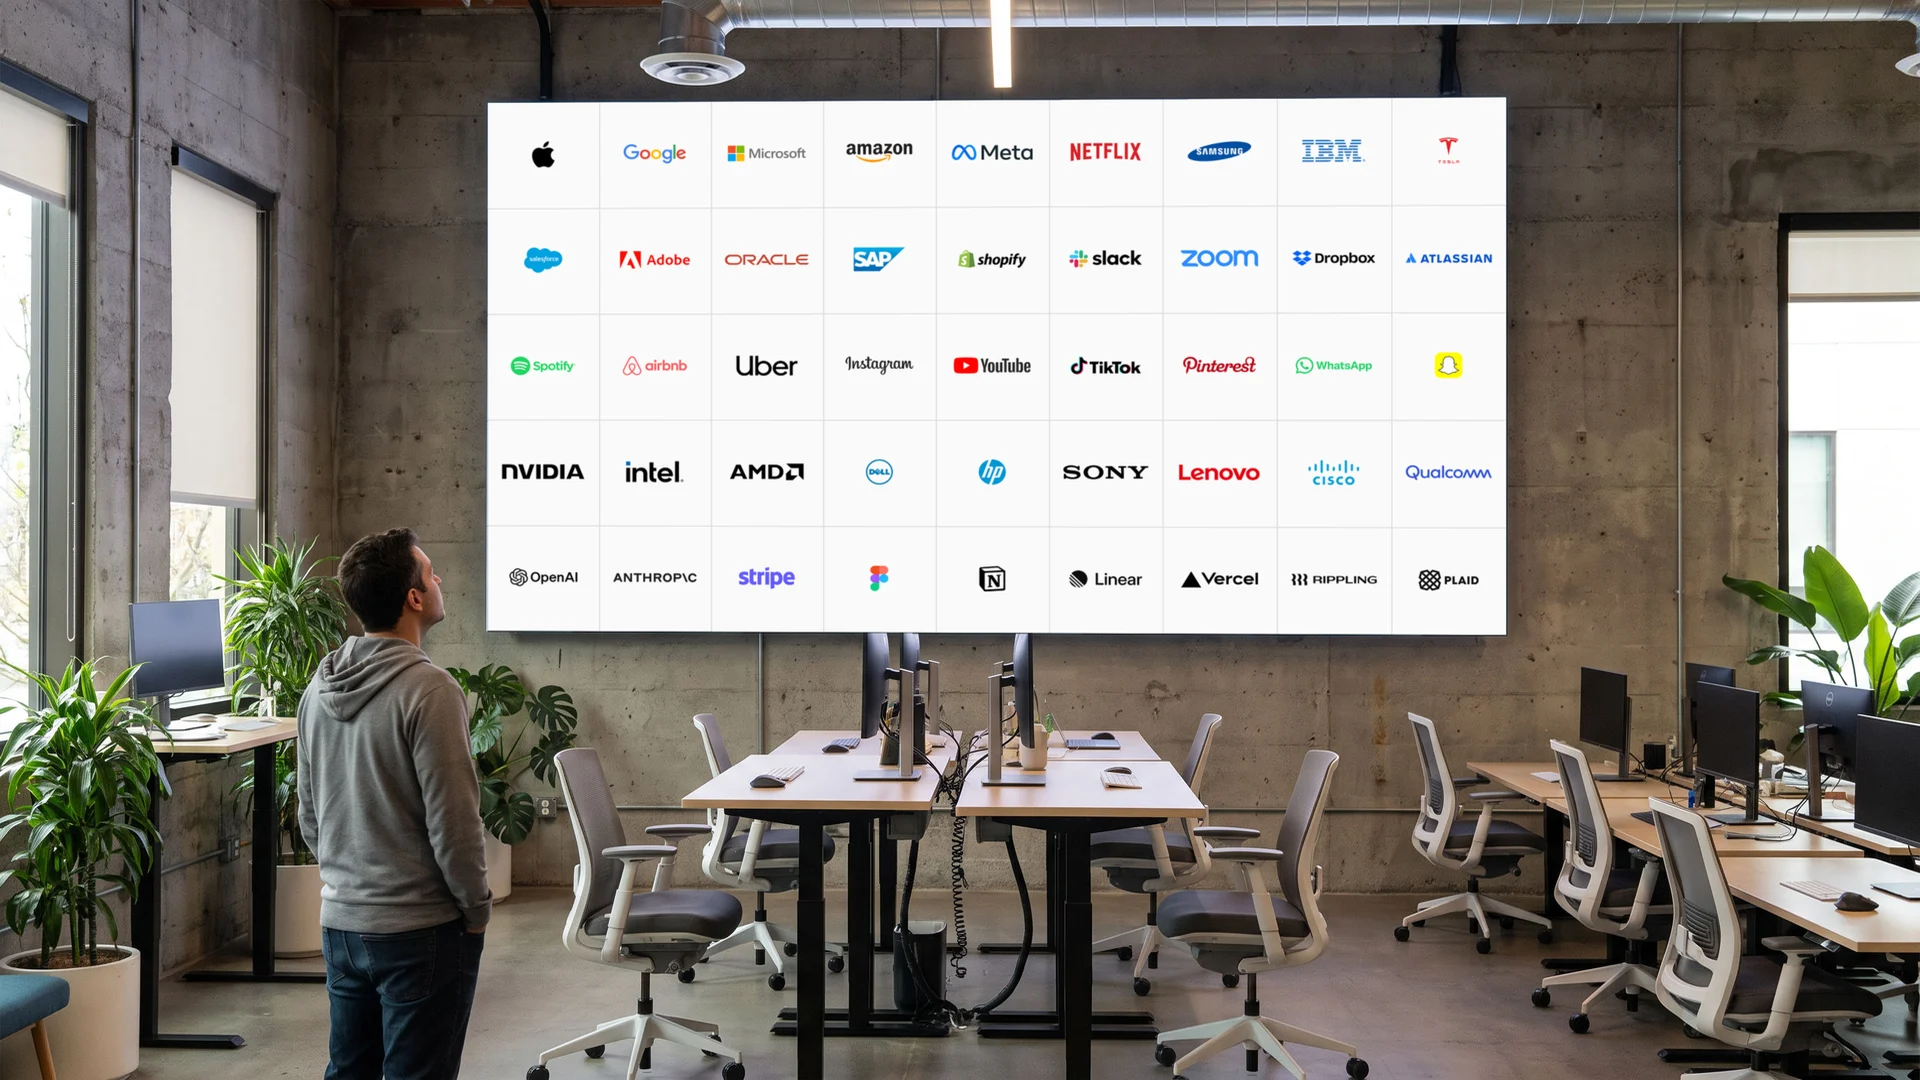 Google
Microsoft
amazon
Meta
NETFLIX
SAMSUNG
IBM
TESLA
salesforce
Adobe
ORACLE
SAP
shopify
slack
zoom
Dropbox
ATLASSIAN
Spotify
airbnb
Uber
Instagram
YouTube
TikTok
Pinterest
WhatsApp
NVIDIA
intel.
AMD
DELL
hp
SONY
Lenovo
CISCO
Qualcomm
OpenAI
ANTHROP\C
stripe
N
Linear
Vercel
RIPPLING
PLAID